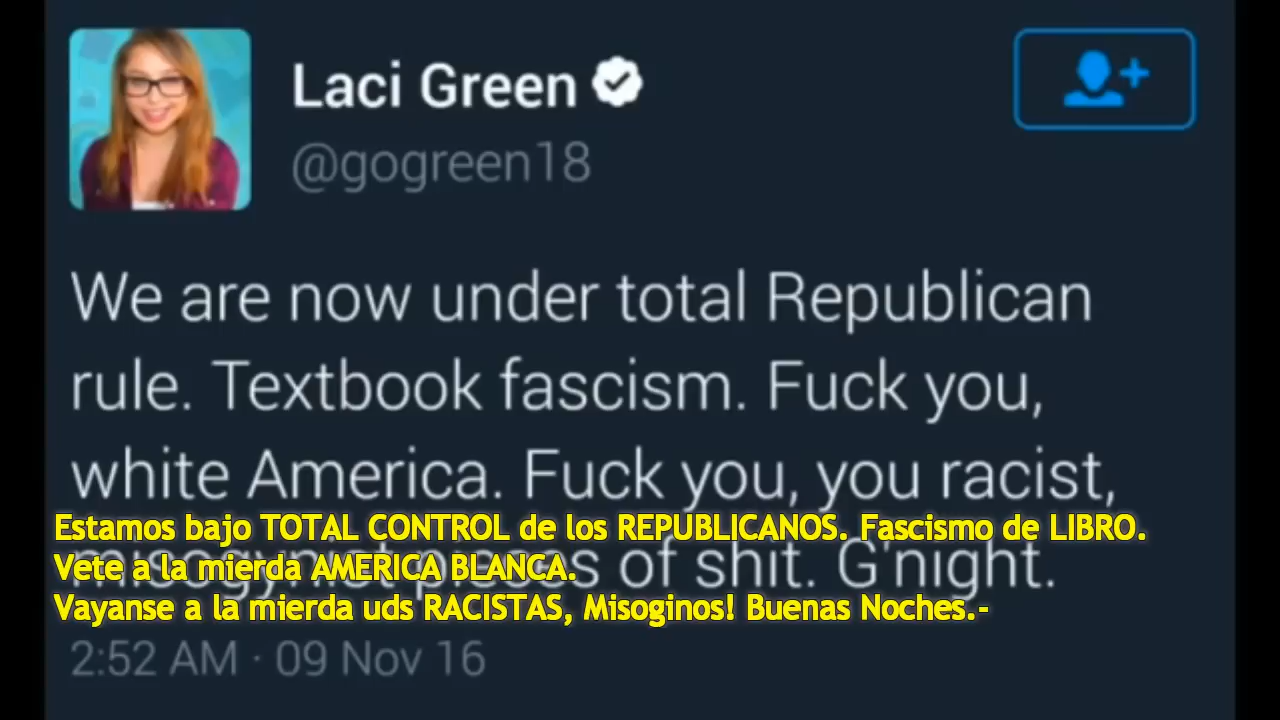 Laci Green
@gogreen18
We are now under total Republican
rule. Textbook fascism. Fuck you,
white America. Fuck you, you racist,
misogynist pieces of shit. G'night.
Estamos bajo TOTAL CONTROL de los REPUBLICANOS. Fascismo de LIBRO.
Vete a la mierda AMERICA BLANCA.
Vayanse a la mierda uds RACISTAS, Misoginos! Buenas Noches.-
2:52 AM · 09 Nov 16